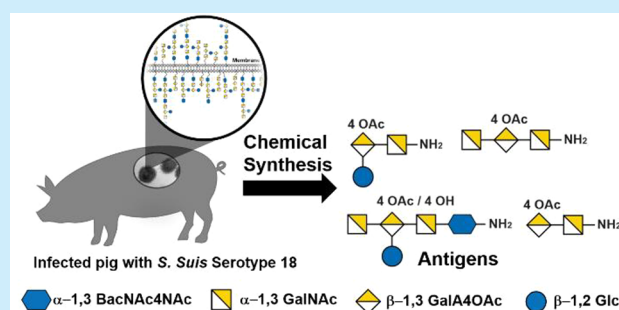 Membrane
Chemical
Synthesis
4 OAc
NH₂
4 OAc
NH₂
4 OAc / 4 OH
NH₂
4 OAc
NH₂
Infected pig with S. Suis Serotype 18
Antigens
α–1,3 BacNAc4NAc
α–1,3 GalNAc
β–1,3 GalA4OAc
β–1,2 Glc